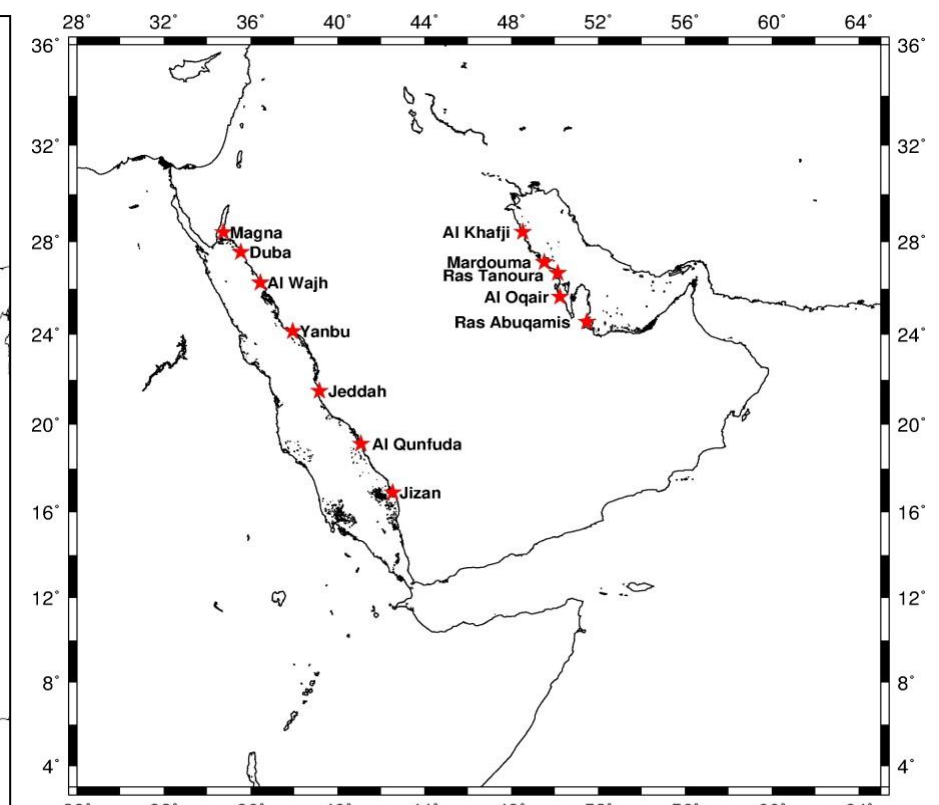 28° 32° 36° 40° 44° 48° 52° 56° 60° 64°
36° 36°
32° 32°
Magna
Al Khafji
28° 28°
Duba
Mardouma
Ras Tanoura
Al Wajh
Al Oqair
Ras Abuqamis
Yanbu
24° 24°
Jeddah
20° 20°
Al Qunfuda
Jizan
16° 16°
12° 12°
8° 8°
4° 4°